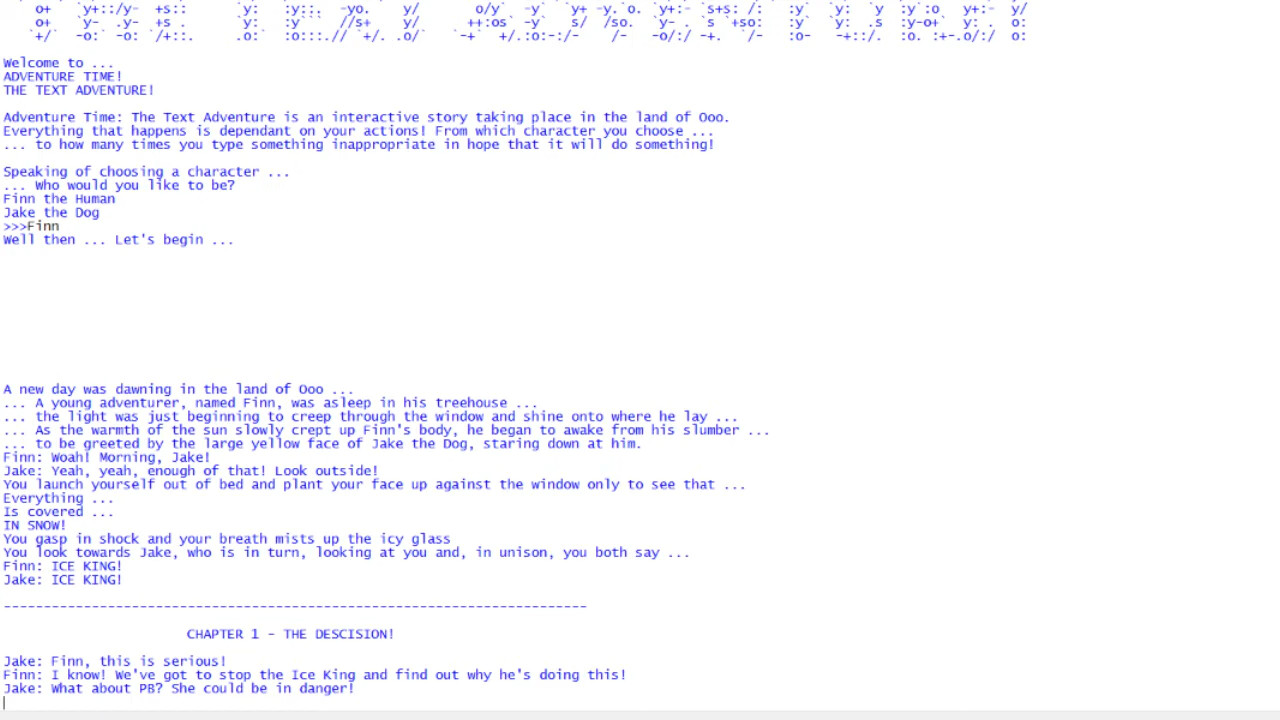 o+   `y+::/y-  +s::      `y:   :y::.  -yo.    y/       o/y`  -y`  `y+ -y.`o.  `y+:-  `s+s: /:   :y`  `y:  `y  :y`:o   y+:-  y/
o+   `y-  .y-  +s .      `y:   :y```   //s+   y/      ++:os` -y`   s/  /so.   `y- .  `s `+so:   :y`  `y:  .s  :y-o+`  y: .   o:
`+/`  -o:` -o: `/+::.     .o:`  :o:::.// `+/. .o/`    `-+`  +/.:o:-:/-    /-   -o/:/ -+.  `/-   :o-   -+::/.  :o. :+-.o/:/  o:
Welcome to ...
ADVENTURE TIME!
THE TEXT ADVENTURE!
Adventure Time: The Text Adventure is an interactive story taking place in the land of Ooo.
Everything that happens is dependant on your actions! From which character you choose ...
... to how many times you type something inappropriate in hope that it will do something!
Speaking of choosing a character ...
... Who would you like to be?
Finn the Human
Jake the Dog
>>>Finn
Well then ... Let's begin ...
A new day was dawning in the land of Ooo ...
... A young adventurer, named Finn, was asleep in his treehouse ...
... the light was just beginning to creep through the window and shine onto where he lay ...
... As the warmth of the sun slowly crept up Finn's body, he began to awake from his slumber ...
... to be greeted by the large yellow face of Jake the Dog, staring down at him.
Finn: Woah! Morning, Jake!
Jake: Yeah, yeah, enough of that! Look outside!
You launch yourself out of bed and plant your face up against the window only to see that ...
Everything ...
Is covered ...
IN SNOW!
You gasp in shock and your breath mists up the icy glass
You look towards Jake, who is in turn, looking at you and, in unison, you both say ...
Finn: ICE KING!
Jake: ICE KING!
-------------------------------------------------------------------------
CHAPTER 1 - THE DESCISION!
Jake: Finn, this is serious!
Finn: I know! We've got to stop the Ice King and find out why he's doing this!
Jake: What about PB? She could be in danger!